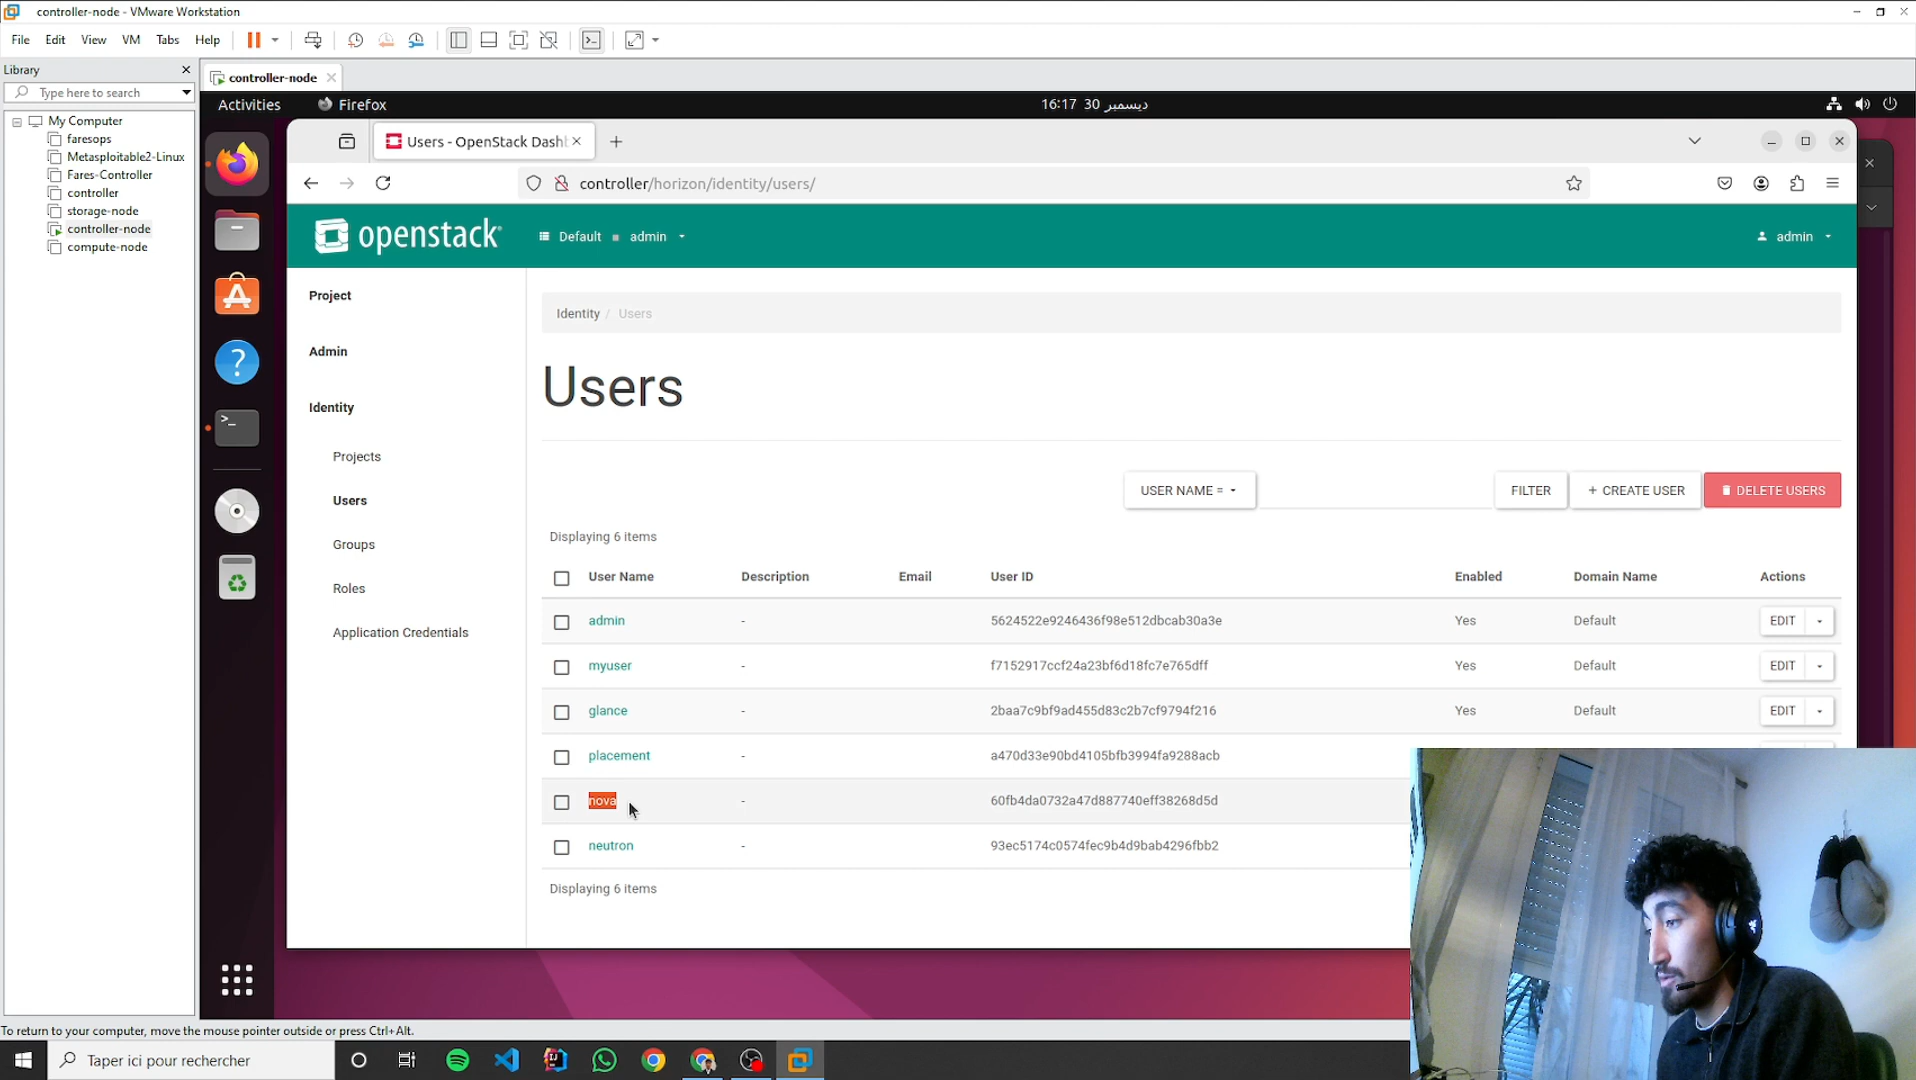 controller-node - VMware Workstation
File Edit View VM Tabs Help
Library
Type here to search
My Computer
faresops
Metasploitable2-Linux
Fares-Controller
controller
storage-node
controller-node
compute-node
controller-node
Activities Firefox
16:17 30 ديسمبر
Users - OpenStack Dashb
controller/horizon/identity/users/
openstack
Default admin
admin
Project
Admin
Identity
Projects
Users
Groups
Roles
Application Credentials
Identity / Users
Users
USER NAME = FILTER + CREATE USER DELETE USERS
Displaying 6 items
User Name Description Email User ID Enabled Domain Name Actions
admin - 5624522e9246436f98e512dbcab30a3e Yes Default EDIT
myuser - f7152917ccf24a23bf6d18fc7e765dff Yes Default EDIT
glance - 2baa7c9bf9ad455d83c2b7cf9794f216 Yes Default EDIT
placement - a470d33e90bd4105bfb3994fa9288acb
nova - 60fb4da0732a47d887740eff38268d5d
neutron - 93ec5174c0574fec9b4d9bab4296fbb2
Displaying 6 items
To return to your computer, move the mouse pointer outside or press Ctrl+Alt.
Taper ici pour rechercher